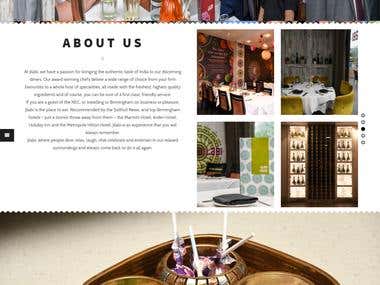 ABOUT US
At Jilabi, we have a passion for bringing the authentic taste of India to our discerning
diners. Our award winning chefs deliver a wide range of choice from your firm
favourites to a whole host of specialities, all made with the freshest, highest quality
ingredients and of course, you can be sure of a first class, friendly service
If you are a guest of the NEC, or travelling to Birmingham on business or pleasure,
Jilabi is the place to eat. Recommended by the Solihull News, and top Birmingham
hotels - just a stones throw away from them - the Marriott Hotel, Arden Hotel,
Holiday Inn and the Metropole Hilton Hotel. Jilabi is an experience that you will
always remember
Jilabi, where people dine, relax, laugh, chat celebrate and entertain in our relaxed
surroundings and always come back to do it all again.